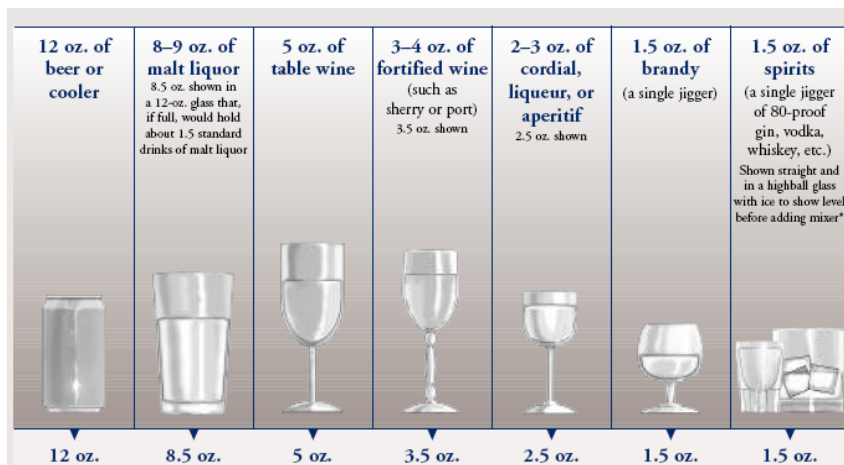 12 oz. of
beer or
cooler
8–9 oz. of
malt liquor
8.5 oz. shown in
a 12-oz. glass that,
if full, would hold
about 1.5 standard
drinks of malt liquor
5 oz. of
table wine
3–4 oz. of
fortified wine
(such as
sherry or port)
3.5 oz. shown
2–3 oz. of
cordial,
liqueur, or
aperitif
2.5 oz. shown
1.5 oz. of
brandy
(a single jigger)
1.5 oz. of
spirits
(a single jigger
of 80-proof
gin, vodka,
whiskey, etc.)
Shown straight and
in a highball glass
with ice to show level
before adding mixer*
12 oz.
8.5 oz.
5 oz.
3.5 oz.
2.5 oz.
1.5 oz.
1.5 oz.